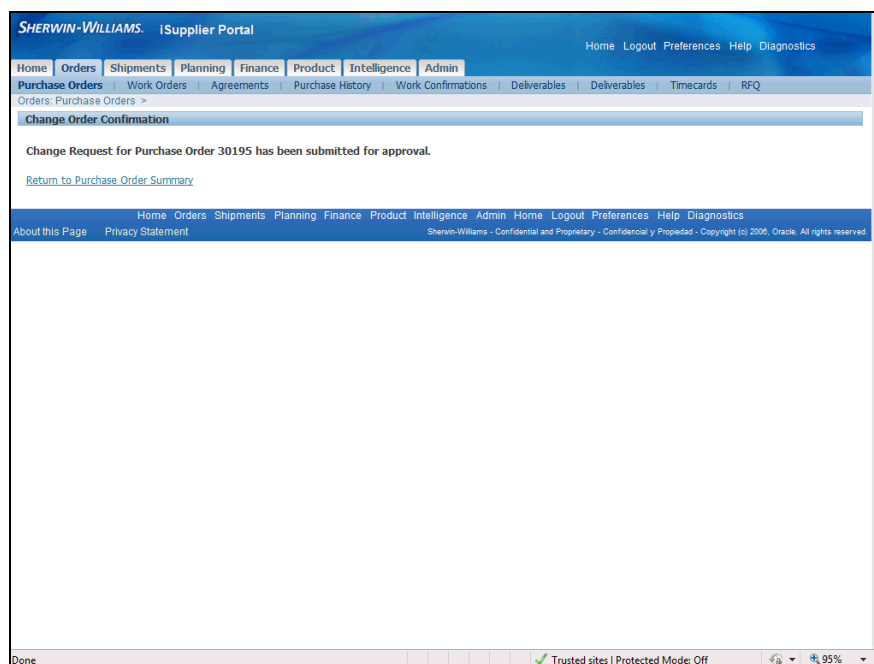 SHERWIN-WILLIAMS. iSupplier Portal
Home Logout Preferences Help Diagnostics
Home Orders Shipments Planning Finance Product Intelligence Admin
Purchase Orders | Work Orders | Agreements | Purchase History | Work Confirmations | Deliverables | Deliverables | Timecards | RFQ
Orders: Purchase Orders >
Change Order Confirmation
Change Request for Purchase Order 30195 has been submitted for approval.
Return to Purchase Order Summary
Home Orders Shipments Planning Finance Product Intelligence Admin Home Logout Preferences Help Diagnostics
About this Page Privacy Statement Sherwin-Williams - Confidential and Proprietary - Confidencial y Propiedad - Copyright (c) 2006, Oracle. All rights reserved.
Done Trusted sites | Protected Mode: Off 95%